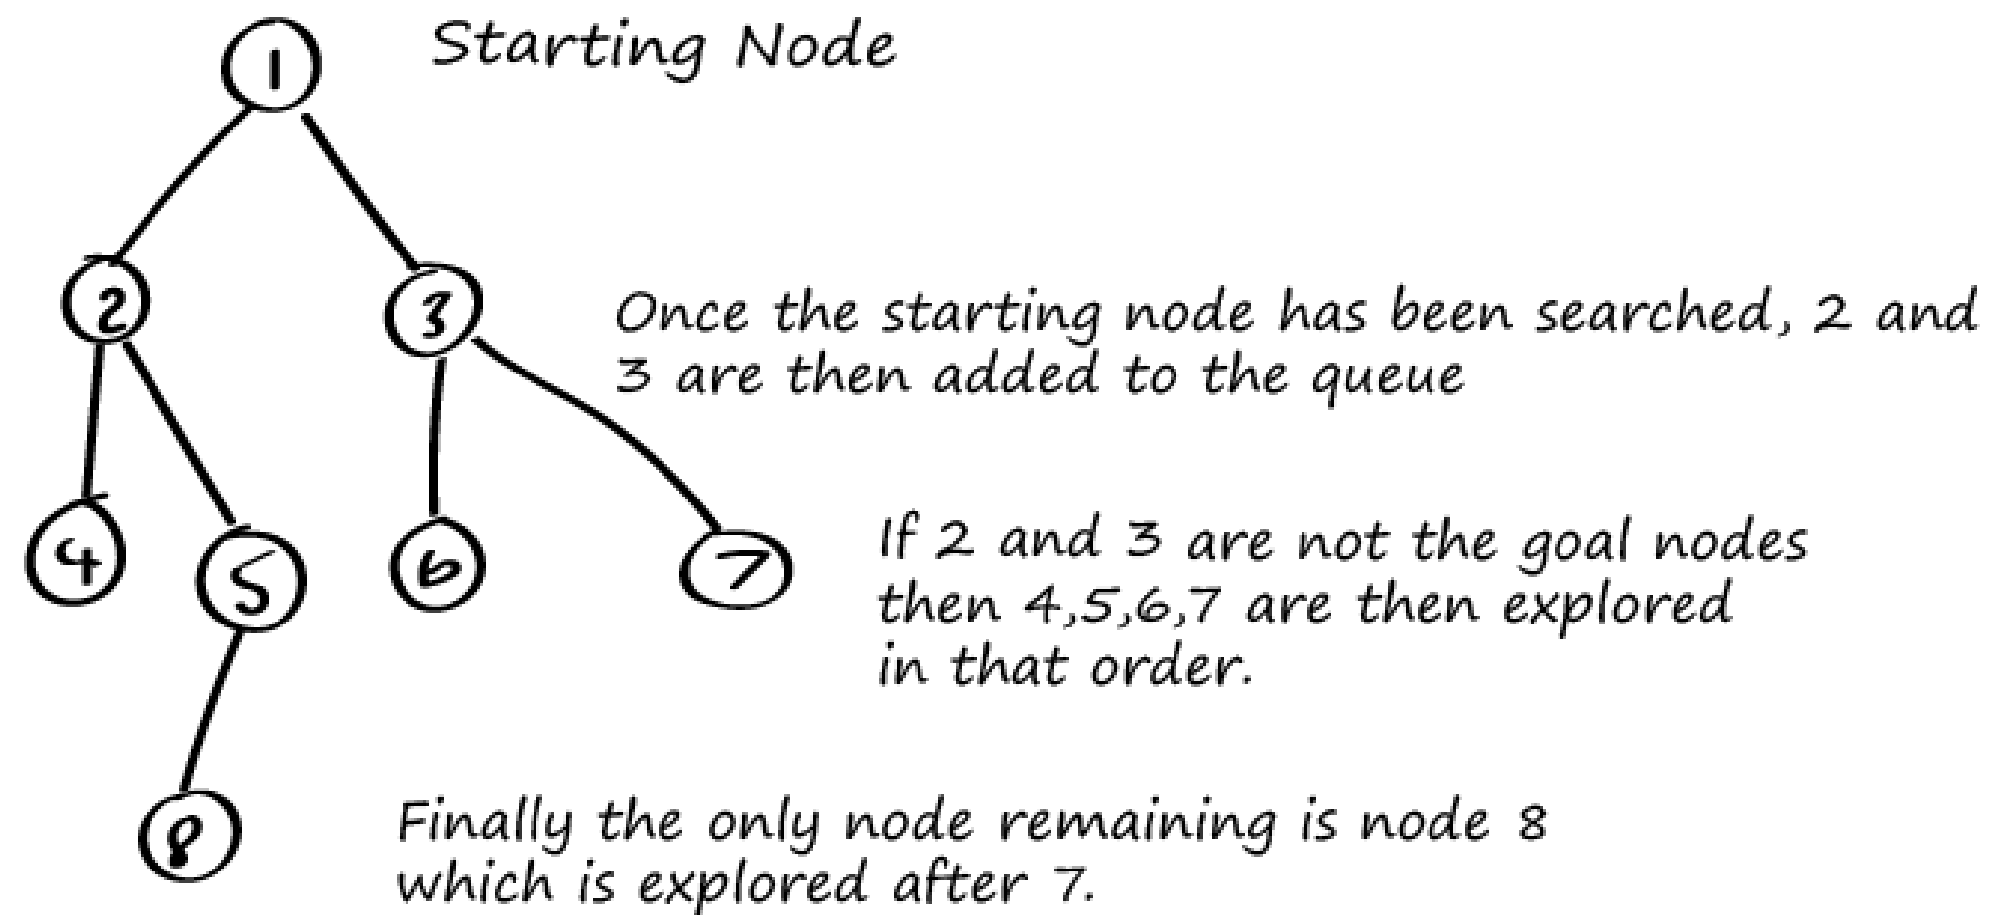 1
Starting Node
2
3
Once the starting node has been searched, 2 and
3 are then added to the queue
4
5
6
7
If 2 and 3 are not the goal nodes
then 4,5,6,7 are then explored
in that order.
8
Finally the only node remaining is node 8
which is explored after 7.